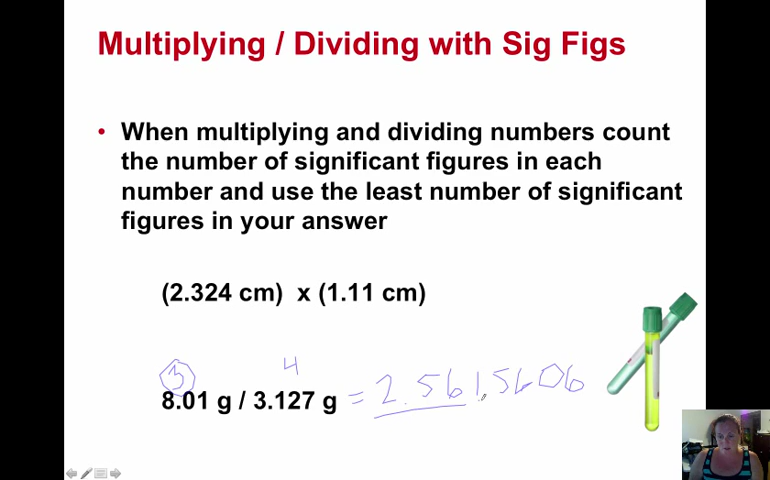 Multiplying / Dividing with Sig Figs
• When multiplying and dividing numbers count
the number of significant figures in each
number and use the least number of significant
figures in your answer
(2.324 cm) x (1.11 cm)
3 4
8.01 g / 3.127 g = 2.5615606